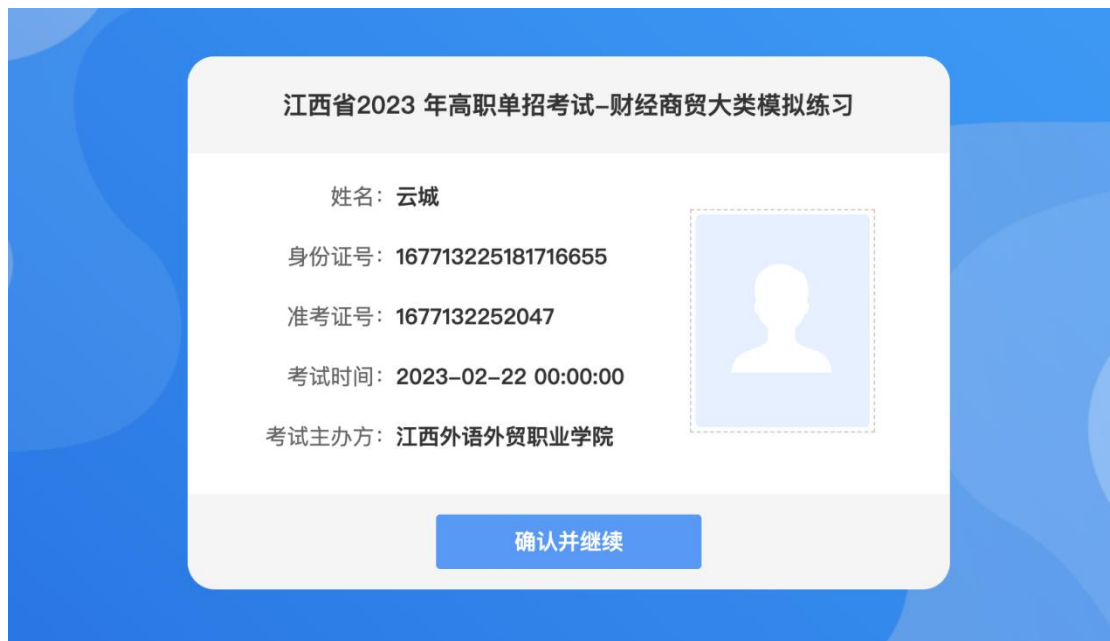 江西省2023 年高职单招考试-财经商贸大类模拟练习
姓名：云城
身份证号：167713225181716655
准考证号：1677132252047
考试时间：2023-02-22 00:00:00
考试主办方：江西外语外贸职业学院
确认并继续